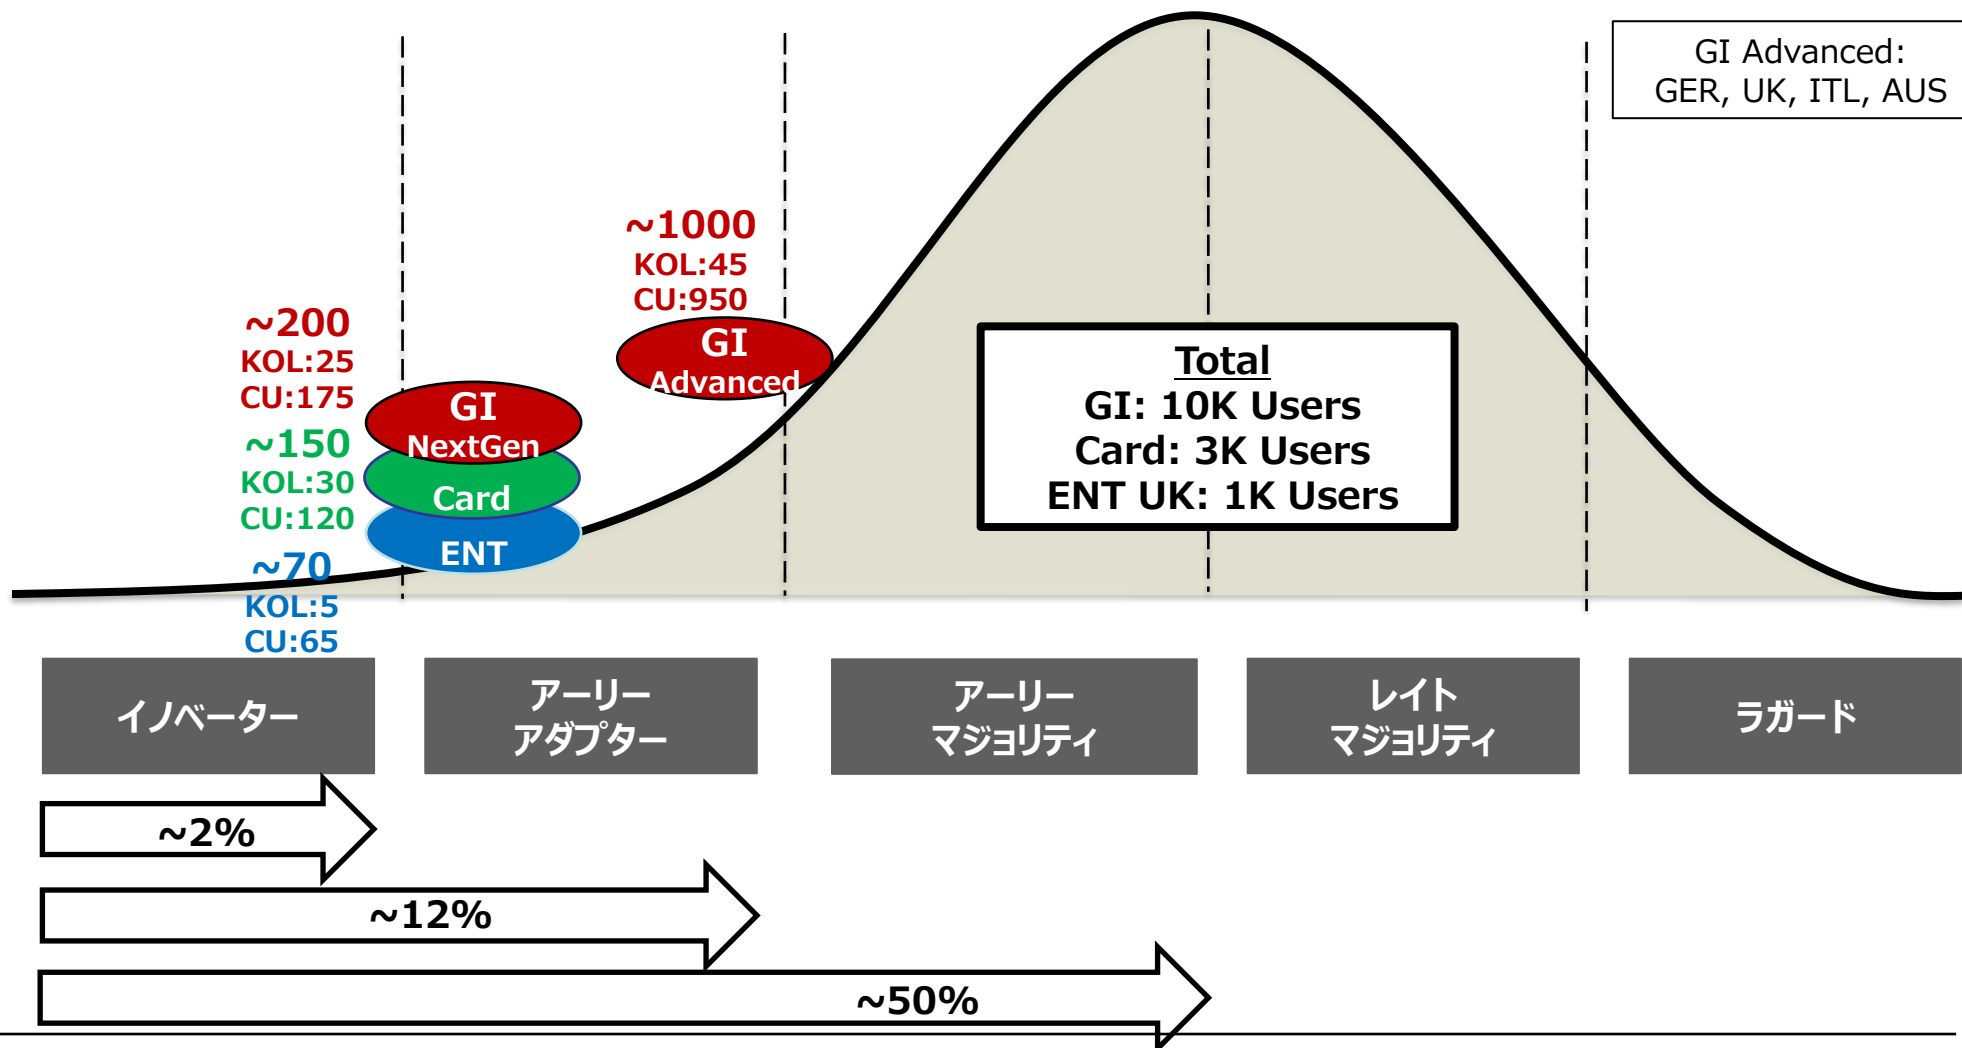 GI Advanced:
GER, UK, ITL, AUS
~1000
KOL:45
CU:950
GI
Advanced
~200
KOL:25
CU:175
GI
NextGen
~150
KOL:30
CU:120
Card
ENT
~70
KOL:5
CU:65
Total
GI: 10K Users
Card: 3K Users
ENT UK: 1K Users
イノベーター
アーリー
アダプター
アーリー
マジョリティ
レイト
マジョリティ
ラガード
~2%
~12%
~50%